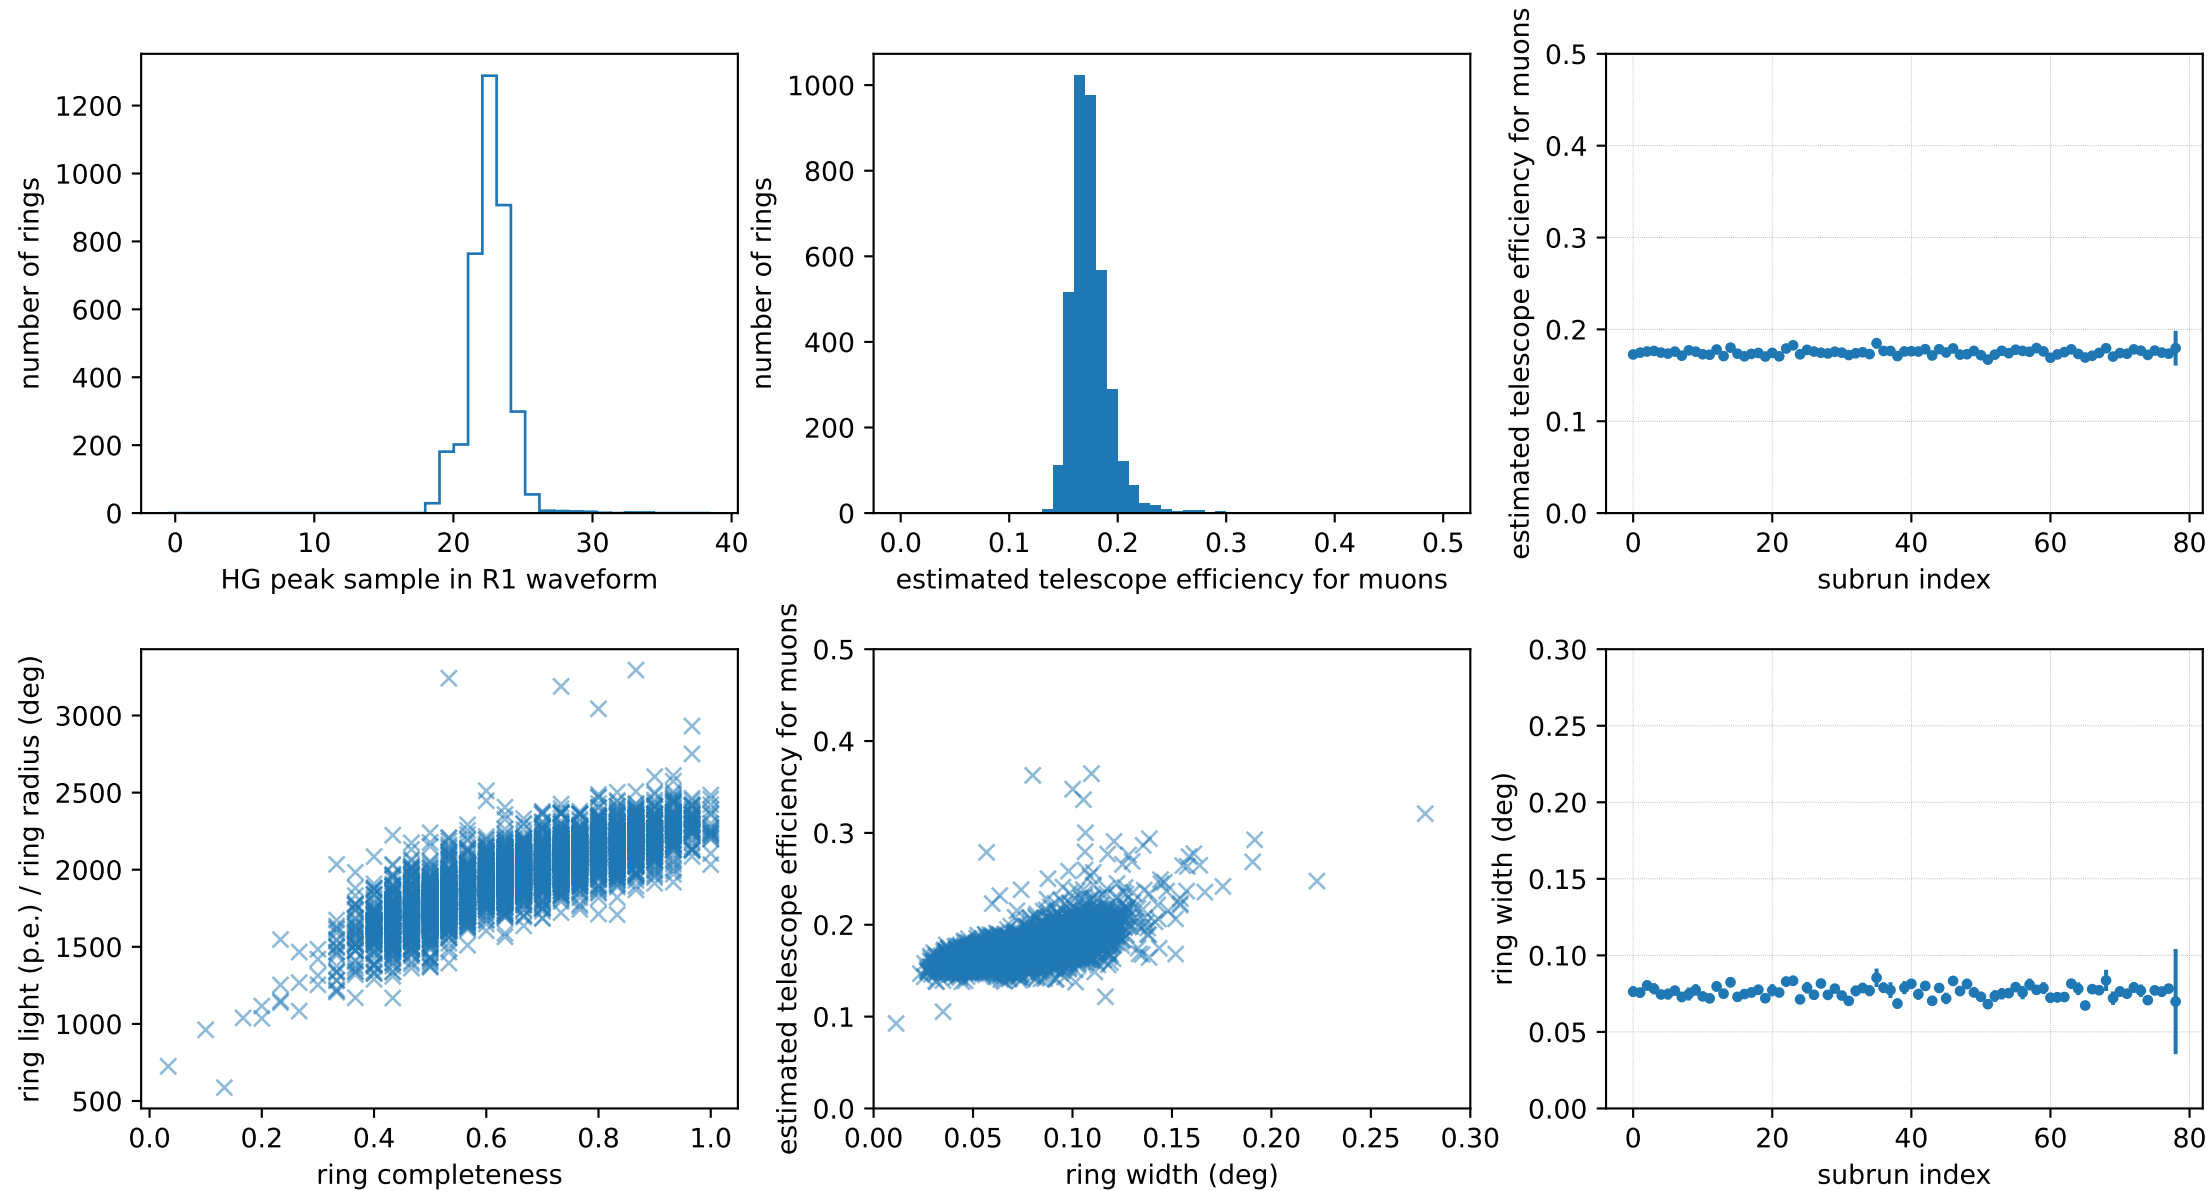 number of rings
1200
1000
800
600
400
200
0
0 10 20 30 40
HG peak sample in R1 waveform
number of rings
1000
800
600
400
200
0
0.0 0.1 0.2 0.3 0.4 0.5
estimated telescope efficiency for muons
estimated telescope efficiency for muons
0.5
0.4
0.3
0.2
0.1
0.0
0 20 40 60 80
subrun index
ring light (p.e.) / ring radius (deg)
3000
2500
2000
1500
1000
500
0.0 0.2 0.4 0.6 0.8 1.0
ring completeness
estimated telescope efficiency for muons
0.5
0.4
0.3
0.2
0.1
0.0
0.00 0.05 0.10 0.15 0.20 0.25 0.30
ring width (deg)
ring width (deg)
0.30
0.25
0.20
0.15
0.10
0.05
0.00
0 20 40 60 80
subrun index